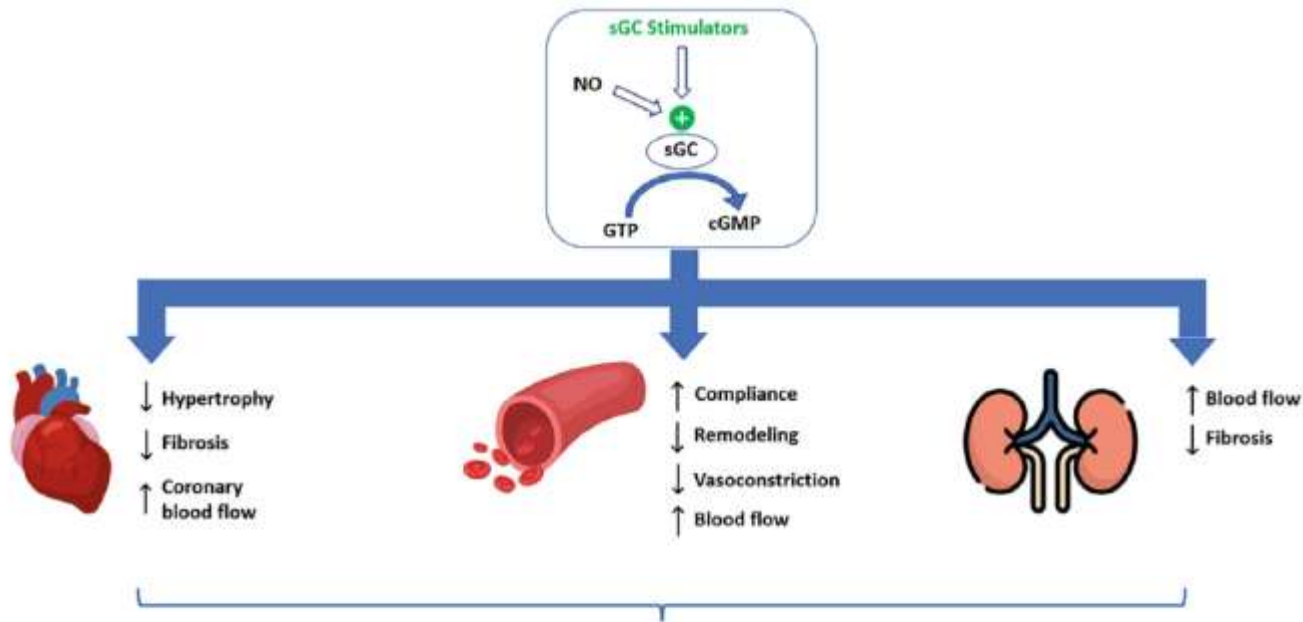 sGC Stimulators
NO
+
sGC
GTP
cGMP
↓ Hypertrophy
↓ Fibrosis
↑ Coronary
blood flow
↑ Compliance
↓ Remodeling
↓ Vasoconstriction
↑ Blood flow
↑ Blood flow
↓ Fibrosis